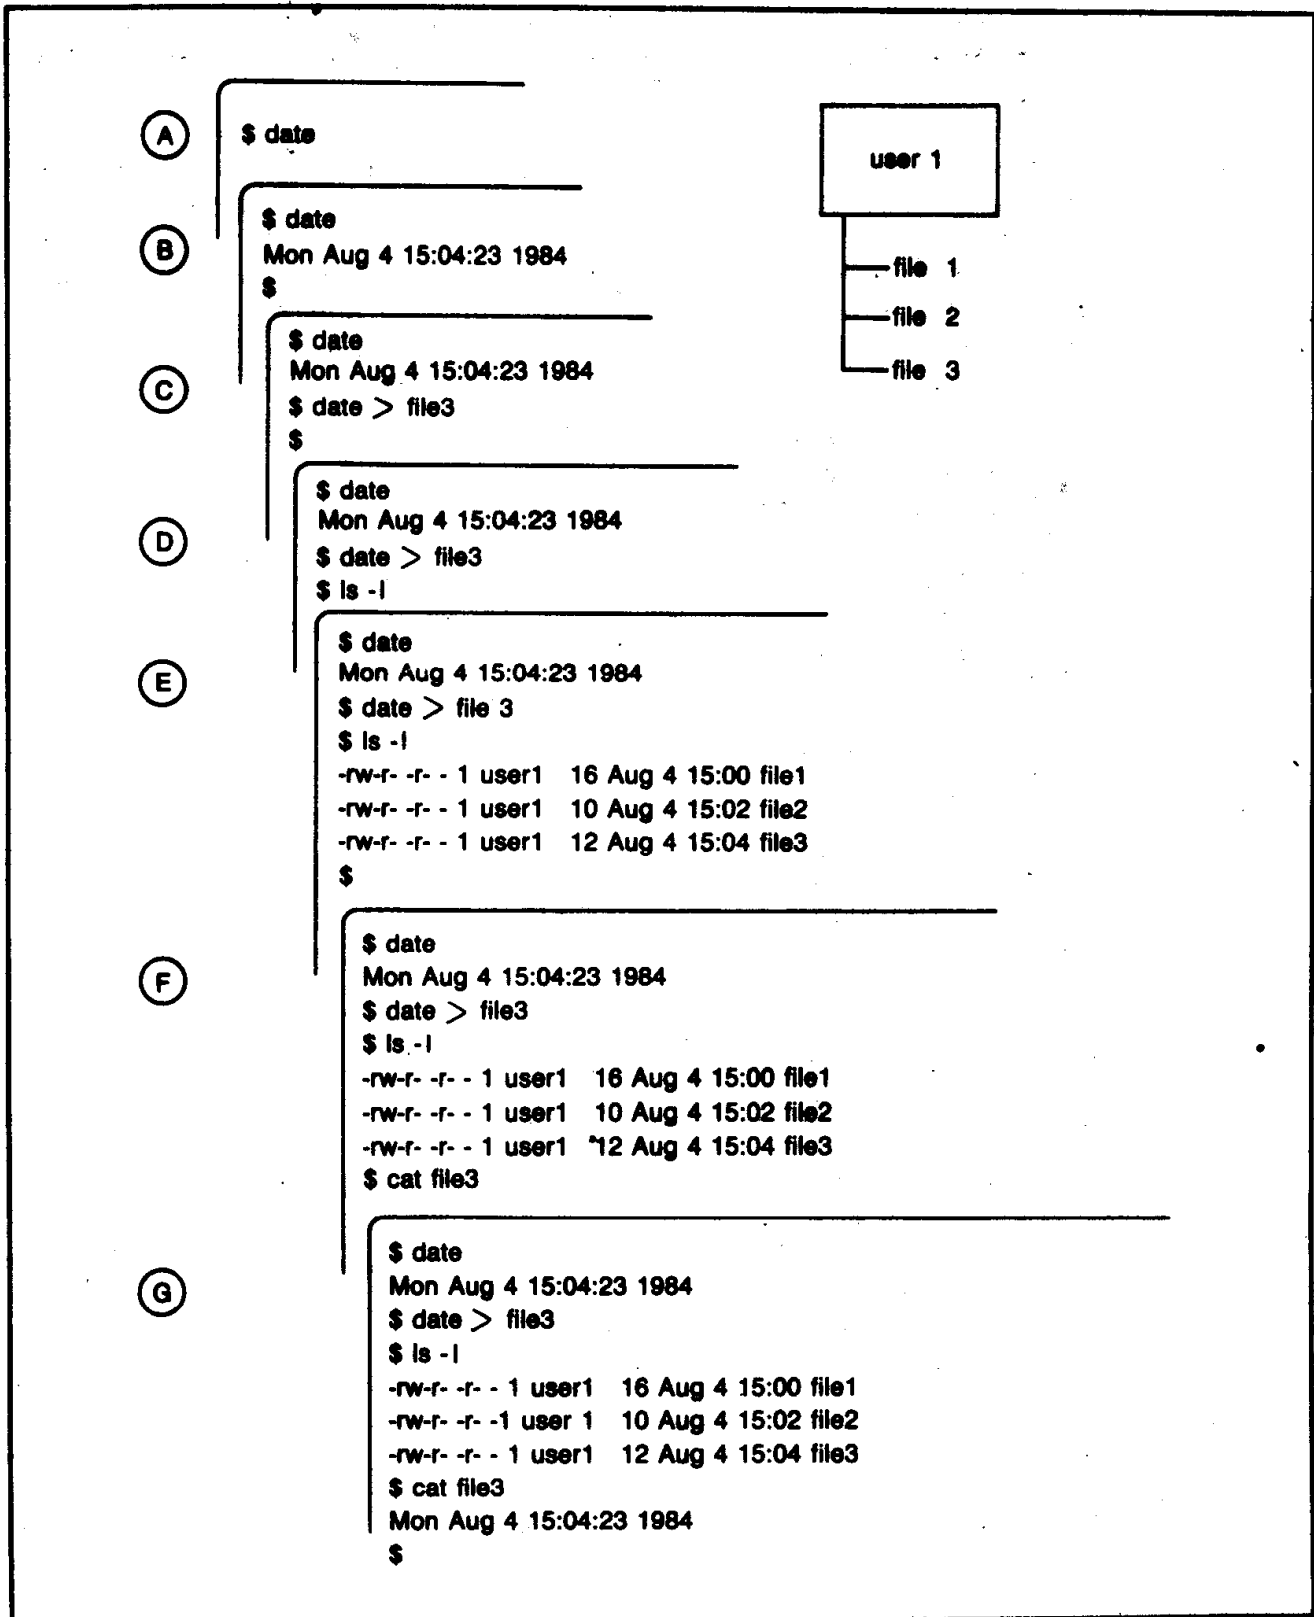 A
$ date
user 1
file 1
file 2
file 3
B
$ date
Mon Aug 4 15:04:23 1984
$
C
$ date
Mon Aug 4 15:04:23 1984
$ date > file3
$
D
$ date
Mon Aug 4 15:04:23 1984
$ date > file3
$ ls -l
E
$ date
Mon Aug 4 15:04:23 1984
$ date > file 3
$ ls -l
-rw-r- -r- - 1 user1 16 Aug 4 15:00 file1
-rw-r- -r- - 1 user1 10 Aug 4 15:02 file2
-rw-r- -r- - 1 user1 12 Aug 4 15:04 file3
$
F
$ date
Mon Aug 4 15:04:23 1984
$ date > file3
$ ls -l
-rw-r- -r- - 1 user1 16 Aug 4 15:00 file1
-rw-r- -r- - 1 user1 10 Aug 4 15:02 file2
-rw-r- -r- - 1 user1 12 Aug 4 15:04 file3
$ cat file3
G
$ date
Mon Aug 4 15:04:23 1984
$ date > file3
$ ls -l
-rw-r- -r- - 1 user1 16 Aug 4 15:00 file1
-rw-r- -r- -1 user 1 10 Aug 4 15:02 file2
-rw-r- -r- - 1 user1 12 Aug 4 15:04 file3
$ cat file3
Mon Aug 4 15:04:23 1984
$